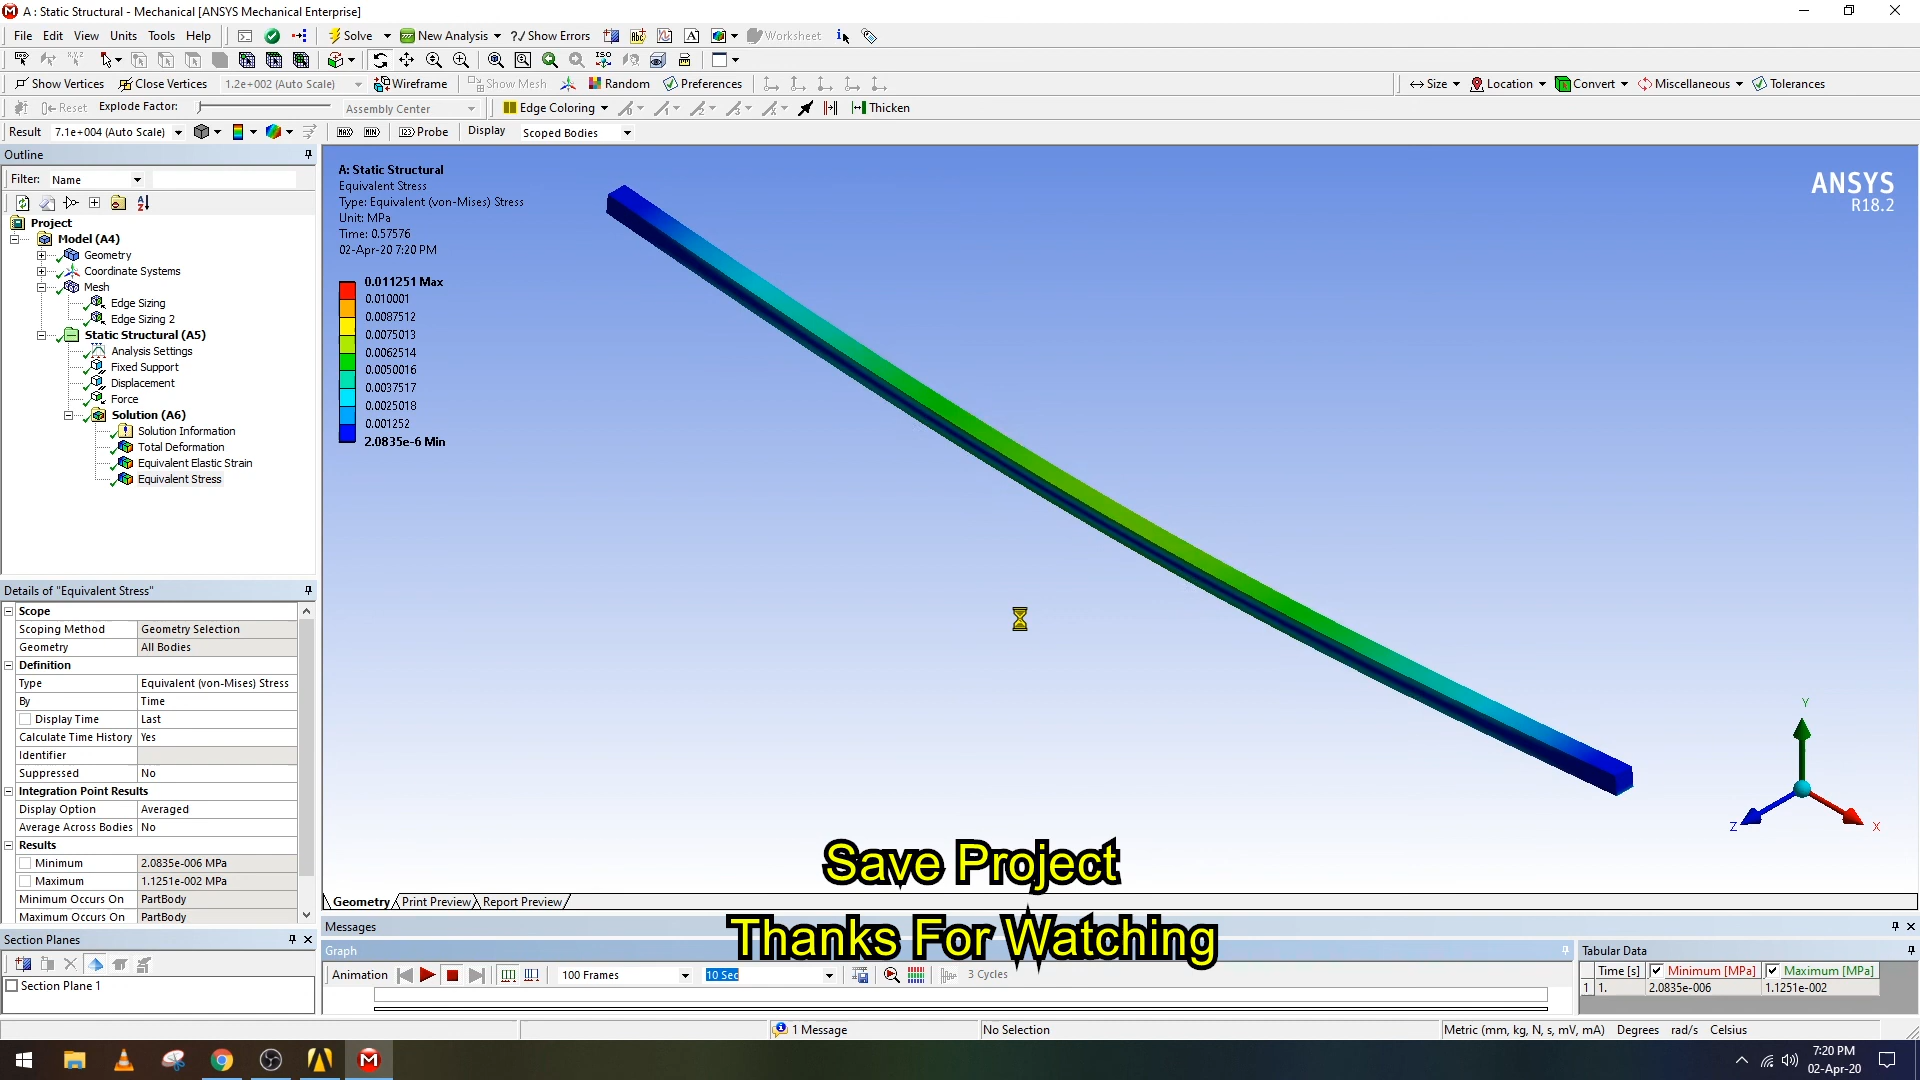 A : Static Structural - Mechanical [ANSYS Mechanical Enterprise]
File Edit View Units Tools Help Solve New Analysis ?/Show Errors Worksheet
Show Vertices Close Vertices 1.2e+002 (Auto Scale) Wireframe Show Mesh Random Preferences Size Location Convert Miscellaneous Tolerances
Reset Explode Factor: Assembly Center Edge Coloring Thicken
Result 7.1e+004 (Auto Scale) MAX MIN Probe Display Scoped Bodies
Outline
Filter: Name
Project
Model (A4)
Geometry
Coordinate Systems
Mesh
Edge Sizing
Edge Sizing 2
Static Structural (A5)
Analysis Settings
Fixed Support
Displacement
Force
Solution (A6)
Solution Information
Total Deformation
Equivalent Elastic Strain
Equivalent Stress
A: Static Structural
Equivalent Stress
Type: Equivalent (von-Mises) Stress
Unit: MPa
Time: 0.57576
02-Apr-20 7:20 PM
0.011251 Max
0.010001
0.0087512
0.0075013
0.0062514
0.0050016
0.0037517
0.0025018
0.001252
2.0835e-6 Min
ANSYS
R18.2
Y
Z
X
Details of "Equivalent Stress"
Scope
Scoping Method Geometry Selection
Geometry All Bodies
Definition
Type Equivalent (von-Mises) Stress
By Time
Display Time Last
Calculate Time History Yes
Identifier
Suppressed No
Integration Point Results
Display Option Averaged
Average Across Bodies No
Results
Minimum 2.0835e-006 MPa
Maximum 1.1251e-002 MPa
Minimum Occurs On PartBody
Maximum Occurs On PartBody
Section Planes
Section Plane 1
Save Project
Thanks For Watching
Geometry Print Preview Report Preview
Messages
Graph
Animation 100 Frames 10 Sec 3 Cycles
Tabular Data
Time [s] Minimum [MPa] Maximum [MPa]
1 1. 2.0835e-006 1.1251e-002
1 Message No Selection Metric (mm, kg, N, s, mV, mA) Degrees rad/s Celsius
7:20 PM
02-Apr-20